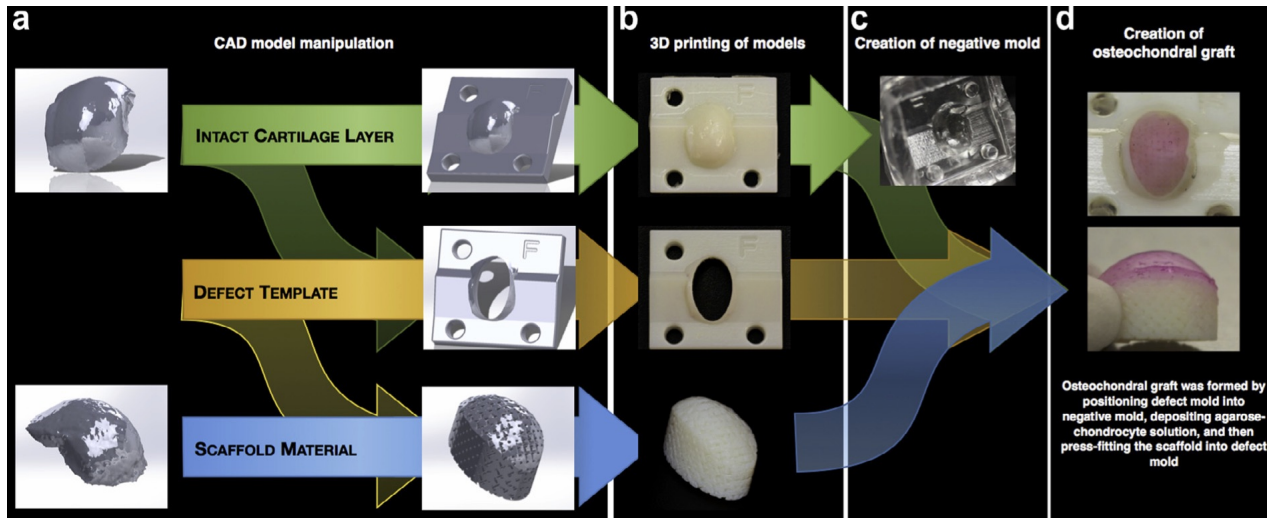 a
CAD model manipulation
INTACT CARTILAGE LAYER
F
DEFECT TEMPLATE
F
SCAFFOLD MATERIAL
b
3D printing of models
F
F
c
Creation of negative mold
d
Creation of
osteochondral graft
Osteochondral graft was formed by
positioning defect mold into
negative mold, depositing agarose-
chondrocyte solution, and then
press-fitting the scaffold into defect
mold